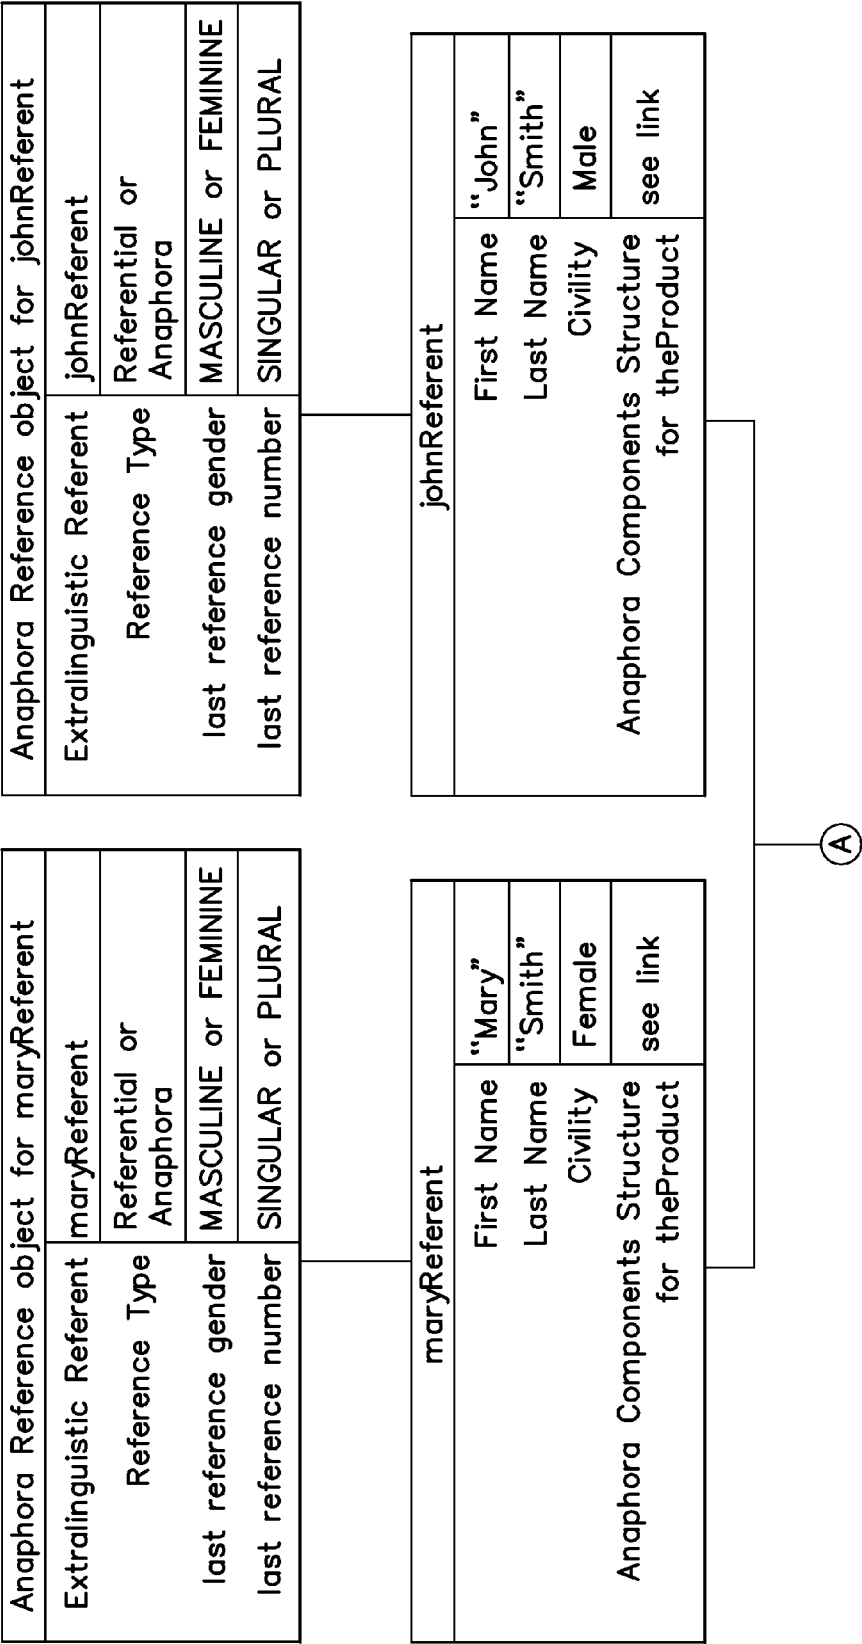 Anaphora Reference object for maryReferent
Extralinguistic Referent maryReferent
Reference Type Referential or
Anaphora
last reference gender MASCULINE or FEMININE
last reference number SINGULAR or PLURAL
Anaphora Reference object for johnReferent
Extralinguistic Referent johnReferent
Reference Type Referential or
Anaphora
last reference gender MASCULINE or FEMININE
last reference number SINGULAR or PLURAL
maryReferent
First Name "Mary"
Last Name "Smith"
Civility Female
Anaphora Components Structure see link
for theProduct
johnReferent
First Name "John"
Last Name "Smith"
Civility Male
Anaphora Components Structure see link
for theProduct
A